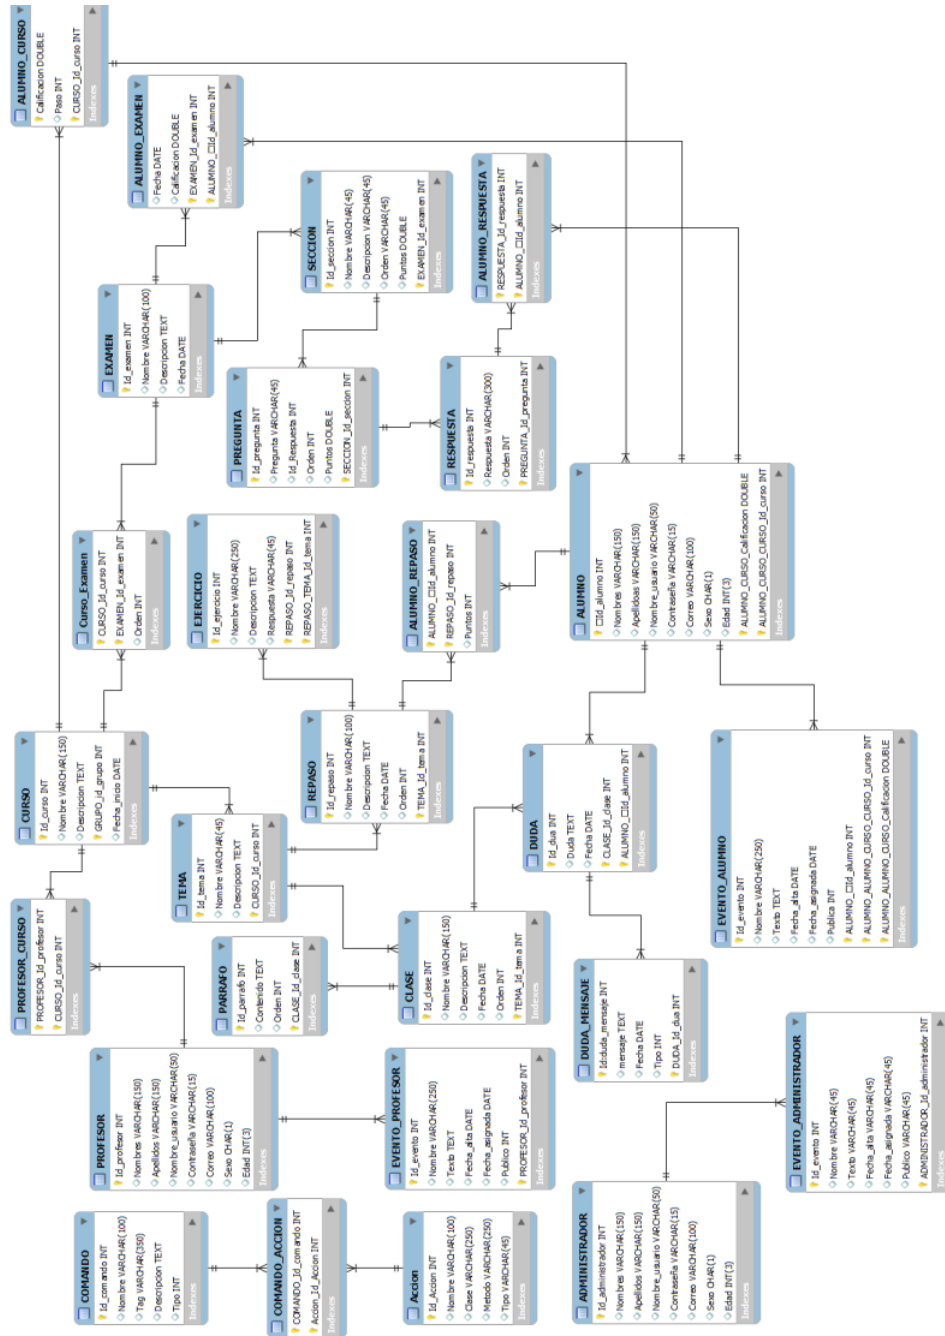 COMANDO
Id_comando INT
Nombre VARCHAR(100)
Tag VARCHAR(350)
Descripcion TEXT
Tipo INT
Indexes
COMANDO_ACCION
COMANDO_Id_comando INT
Accion_Id_Accion INT
Indexes
Accion
Id_Accion INT
Nombre VARCHAR(100)
Clase VARCHAR(250)
Metodo VARCHAR(250)
Tipo VARCHAR(45)
Indexes
ADMINISTRADOR
Id_administrador INT
Nombres VARCHAR(150)
Apellidos VARCHAR(150)
Nombre_usuario VARCHAR(50)
Contraseña VARCHAR(15)
Correo VARCHAR(100)
Sexo CHAR(1)
Edad INT(3)
Indexes
EVENTO_ADMINISTRADOR
Id_evento INT
Nombre VARCHAR(45)
Texto VARCHAR(45)
Fecha_alta VARCHAR(45)
Fecha_asignada VARCHAR(45)
Publico VARCHAR(45)
ADMINISTRADOR_Id_administrador INT
Indexes
PROFESOR
Id_profesor INT
Nombres VARCHAR(150)
Apellidos VARCHAR(150)
Nombre_usuario VARCHAR(50)
Contraseña VARCHAR(15)
Correo VARCHAR(100)
Sexo CHAR(1)
Edad INT(3)
Indexes
EVENTO_PROFESOR
Id_evento INT
Nombre VARCHAR(250)
Texto TEXT
Fecha_alta DATE
Fecha_asignada DATE
Publico INT
PROFESOR_Id_profesor INT
Indexes
PROFESOR_CURSO
PROFESOR_Id_profesor INT
CURSO_Id_curso INT
Indexes
PARRAFO
Id_parrafo INT
Contenido TEXT
Orden INT
CLASE_Id_clase INT
Indexes
CLASE
Id_clase INT
Nombre VARCHAR(150)
Descripcion TEXT
Fecha DATE
Orden INT
TEMA_Id_tema INT
Indexes
DUDA_MENSAJE
Id:duda_mensaje INT
mensaje TEXT
Fecha DATE
Tipo INT
DUDA_Id_dua INT
Indexes
CURSO
Id_curso INT
Nombre VARCHAR(150)
Descripcion TEXT
GRUPO_id_grupo INT
Fecha_inicio DATE
Indexes
TEMA
Id_tema INT
Nombre VARCHAR(45)
Descripcion TEXT
CURSO_Id_curso INT
Indexes
REPASO
Id_repaso INT
Nombre VARCHAR(100)
Descripcion TEXT
Fecha DATE
Orden INT
TEMA_Id_tema INT
Indexes
DUDA
Id_dua INT
Duda TEXT
Fecha DATE
CLASE_Id_clase INT
ALUMNO_□Id_alumno INT
Indexes
EVENTO_ALUMNO
Id_evento INT
Nombre VARCHAR(250)
Texto TEXT
Fecha_alta DATE
Fecha_asignada DATE
Publica INT
ALUMNO_□Id_alumno INT
ALUMNO_ALUMNO_CURSO_CURSO_Id_curso INT
ALUMNO_ALUMNO_CURSO_Calificacion DOUBLE
Indexes
Curso_Examen
CURSO_Id_curso INT
EXAMEN_Id_examen INT
Orden INT
Indexes
EJERCICIO
Id_ejercicio INT
Nombre VARCHAR(250)
Descripcion TEXT
Respuesta VARCHAR(45)
REPASO_Id_repaso INT
REPASO_TEMA_Id_tema INT
Indexes
ALUMNO_REPASO
ALUMNO_□Id_alumno INT
REPASO_Id_repaso INT
Puntos INT
Indexes
ALUMNO
□Id_alumno INT
Nombres VARCHAR(150)
Apellidoas VARCHAR(150)
Nombre_usuario VARCHAR(50)
Contraseña VARCHAR(15)
Correo VARCHAR(100)
Sexo CHAR(1)
Edad INT(3)
ALUMNO_CURSO_Calificacion DOUBLE
ALUMNO_CURSO_CURSO_Id_curso INT
Indexes
EXAMEN
Id_examen INT
Nombre VARCHAR(100)
Descripcion TEXT
Fecha DATE
Indexes
PREGUNTA
Id_pregunta INT
Pregunta VARCHAR(45)
Id_Respuesta INT
Orden INT
Puntos DOUBLE
SECCION_Id_seccion INT
Indexes
RESPUESTA
Id_respuesta INT
Respuesta VARCHAR(300)
Orden INT
PREGUNTA_Id_pregunta INT
Indexes
ALUMNO_CURSO
Calificacion DOUBLE
Paso INT
CURSO_Id_curso INT
Indexes
ALUMNO_EXAMEN
Fecha DATE
Calificacion DOUBLE
EXAMEN_Id_examen INT
ALUMNO_□Id_alumno INT
Indexes
SECCION
Id_seccion INT
Nombre VARCHAR(45)
Descripcion VARCHAR(45)
Orden VARCHAR(45)
Puntos DOUBLE
EXAMEN_Id_examen INT
Indexes
ALUMNO_RESPUESTA
RESPUESTA_Id_respuesta INT
ALUMNO_□Id_alumno INT
Indexes